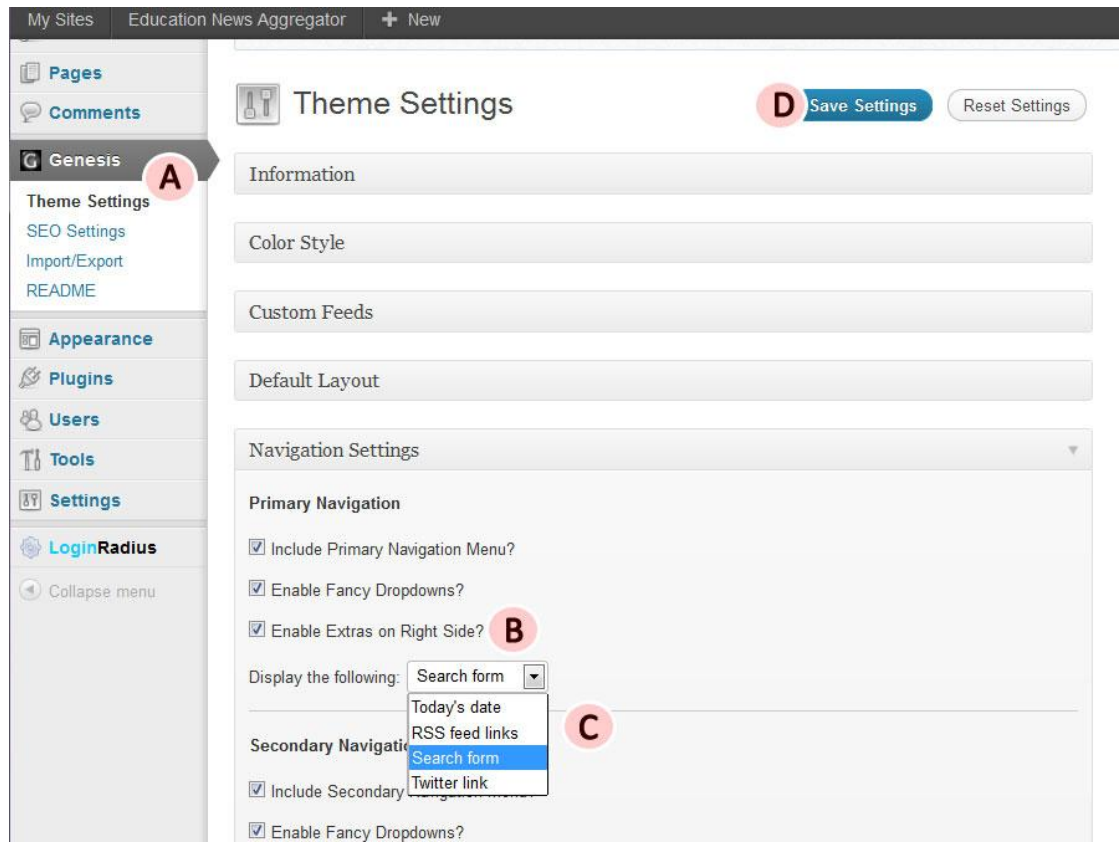 My Sites Education News Aggregator + New
Pages
Comments
Genesis
A
Theme Settings
SEO Settings
Import/Export
README
Appearance
Plugins
Users
Tools
Settings
LoginRadius
Collapse menu
Theme Settings
D
Save Settings
Reset Settings
Information
Color Style
Custom Feeds
Default Layout
Navigation Settings
Primary Navigation
Include Primary Navigation Menu?
Enable Fancy Dropdowns?
Enable Extras on Right Side? B
Display the following: Search form
Today's date
RSS feed links
Search form
Twitter link
C
Secondary
Include Secondary
Enable Fancy Dropdowns?